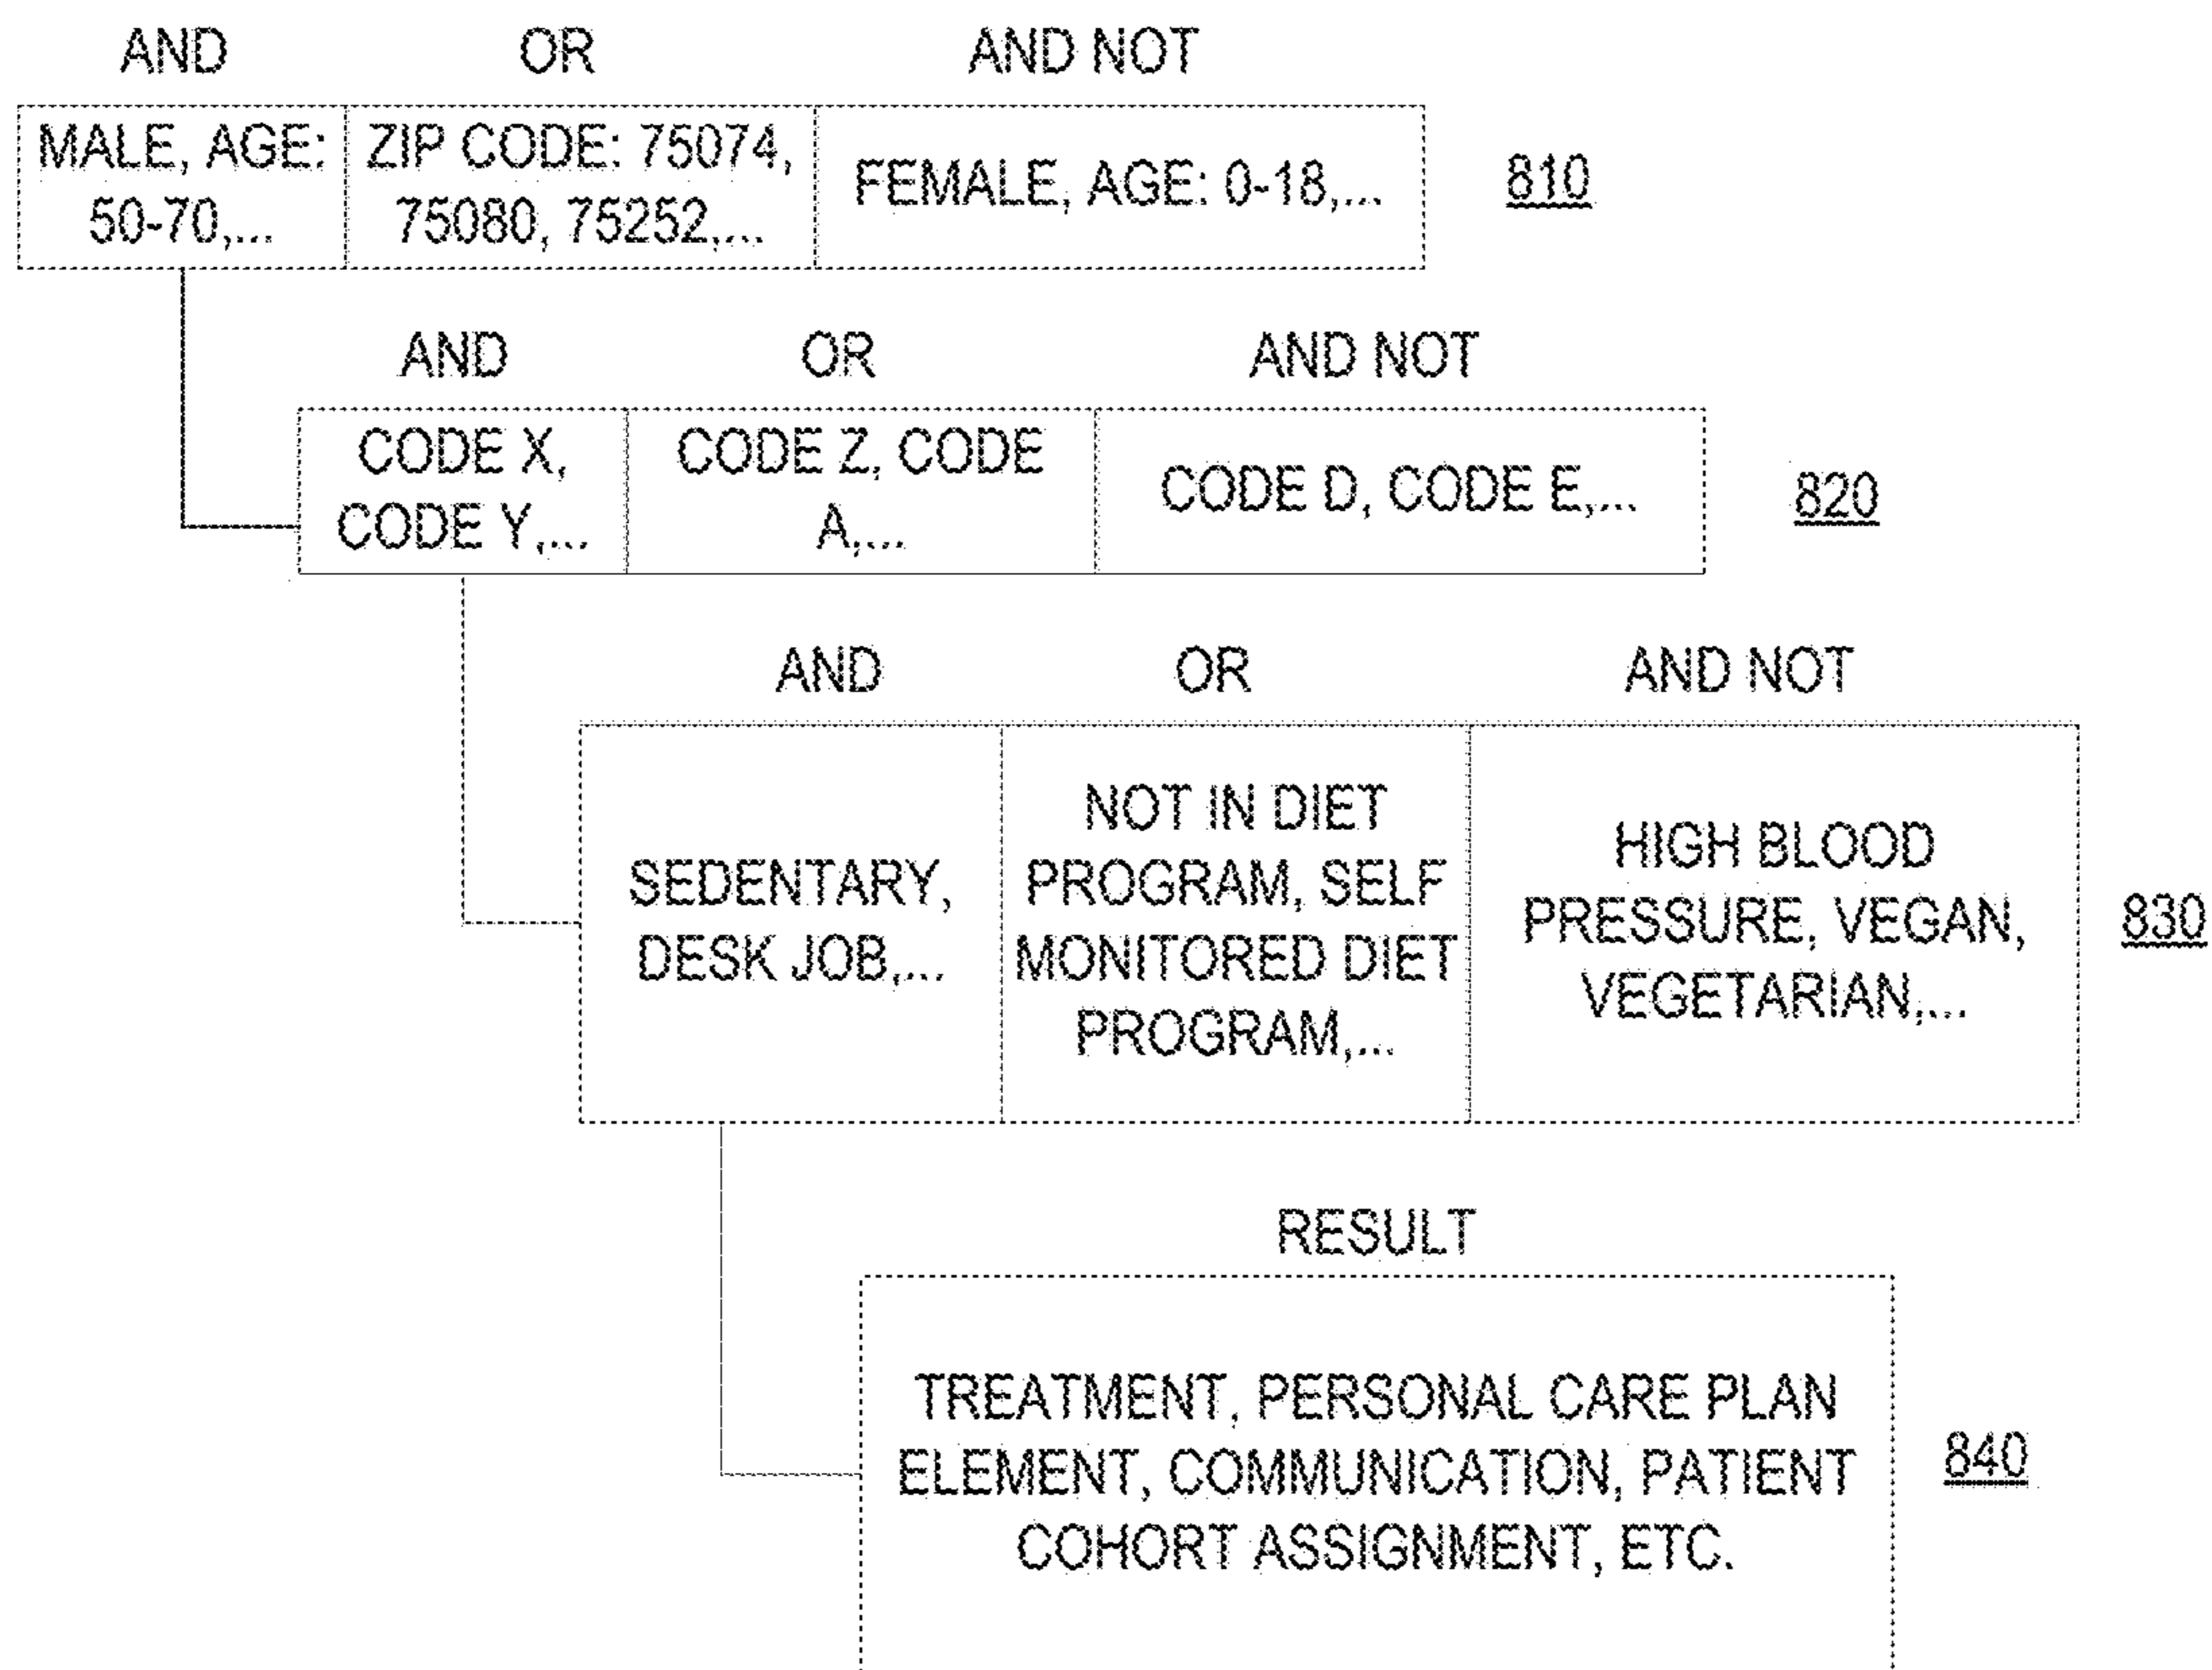 AND OR AND NOT
MALE, AGE: 50-70,...
ZIP CODE: 75074, 75080, 75252,...
FEMALE, AGE: 0-18,...
810
AND OR AND NOT
CODE X,
CODE Y,...
CODE Z, CODE
A,...
CODE D, CODE E,...
820
AND OR AND NOT
SEDENTARY,
DESK JOB,...
NOT IN DIET
PROGRAM, SELF
MONITORED DIET
PROGRAM,...
HIGH BLOOD
PRESSURE, VEGAN,
VEGETARIAN,...
830
RESULT
TREATMENT, PERSONAL CARE PLAN
ELEMENT, COMMUNICATION, PATIENT
COHORT ASSIGNMENT, ETC.
840